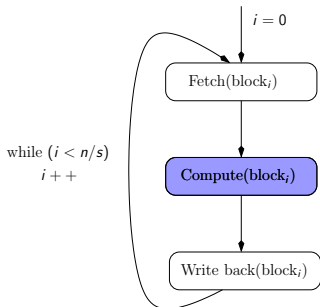 i = 0
Fetch(block_i)
while (i < n/s)
i + +
Compute(block_i)
Write back(block_i)